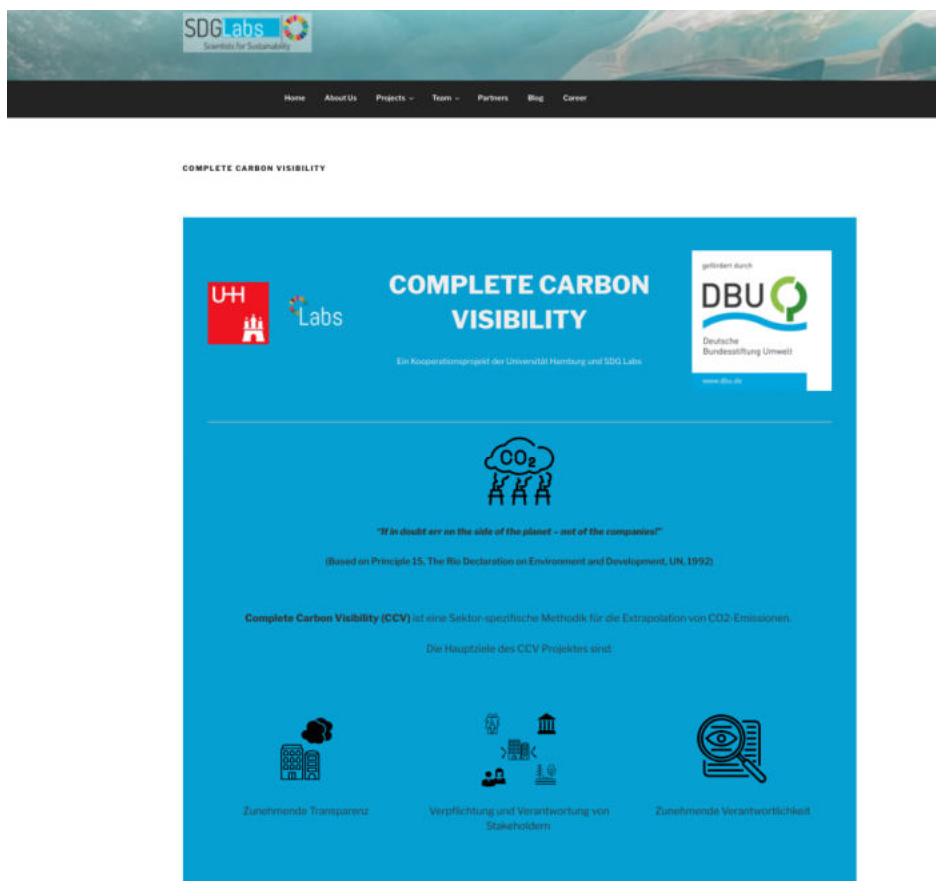 SDGLabs
Scientists for Sustainability
Home About Us Projects Team Partners Blog Career
COMPLETE CARBON VISIBILITY
UH
Labs
COMPLETE CARBON
VISIBILITY
Ein Kooperationsprojekt der Universität Hamburg und SDG Labs
gefördert durch
DBU
Deutsche
Bundesstiftung Umwelt
www.dbu.de
CO2
"If in doubt err on the side of the planet – not of the companies!"
(Based on Principle 15, The Rio Declaration on Environment and Development, UN, 1992)
Complete Carbon Visibility (CCV) ist eine Sektor-spezifische Methodik für die Extrapolation von CO2-Emissionen.
Die Hauptziele des CCV Projektes sind:
Zunehmende Transparenz
Verpflichtung und Verantwortung von
Stakeholdern
Zunehmende Verantwortlichkeit